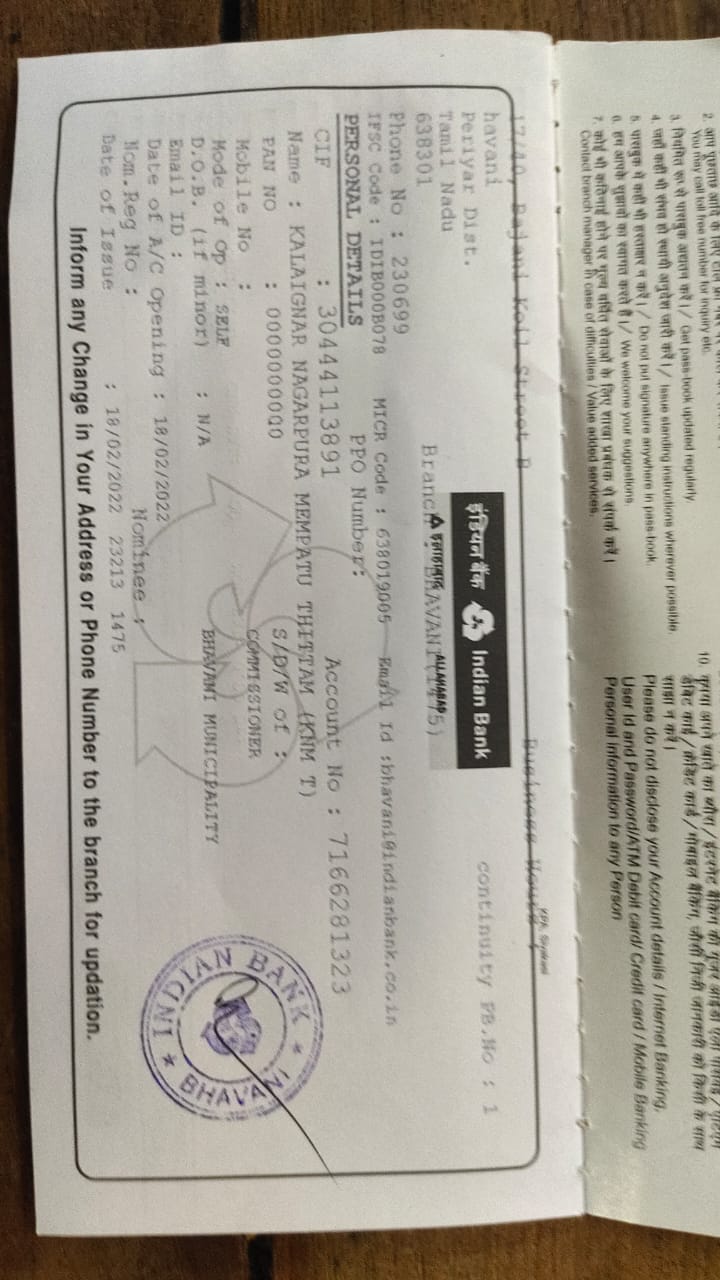 2. आप पूछताछ आदि के लिए
You may call toll free number for inquiry etc.
3. नियमित रूप से पासबुक अद्यतन करें। / Get pass-book updated regularly.
4. जहाँ कहीं भी संभव हो स्थायी अनुदेश जारी करें। / Issue standing instructions wherever possible.
5. पासबुक में कहीं भी हस्ताक्षर न करें। / Do not put signature anywhere in pass-book.
6. हम आपके सुझावों का स्वागत करते हैं। / We welcome your suggestions.
7. कोई भी कठिनाई होने पर मूल्य वर्धित सेवाओं के लिए शाखा प्रबंधक से संपर्क करें।
Contact branch manager in case of difficulties / Value added services.
10. कृपया अपने खाते का ब्यौरा / इंटरनेट बैंकिंग की यूजर आईडी
डेबिट कार्ड / क्रेडिट कार्ड / मोबाइल बैंकिंग, जैसी निजी जानकारी को किसी के साथ
साझा न करें।
Please do not disclose your Account details / Internet Banking,
User Id and Password/ATM Debit card/ Credit card / Mobile Banking
Personal Information to any Person
17/40, Rajani Koil Street B Business Hours :
havani continuity PB.No : 1
Periyar Dist. इंडियन बैंक Indian Bank
Tamil Nadu इलाहाबाद ALLAHABAD
638301 Branch : BHAVANI(1475)
Phone No : 230699 Email Id :bhavani@indianbank.co.in
IFSC Code : IDIB000B078 MICR Code : 638019005
PERSONAL DETAILS PPO Number:
CIF : 30444113891 Account No : 7166281323
Name : KALAIGNAR NAGARPURA MEMPATU THITTAM (KNM T)
PAN NO : 0000000000 S/D/W of :
Mobile No : COMMISSIONER
Mode of Op : SELF BHAVANI MUNICIPALITY
D.O.B. (if minor) : N/A
Email ID :
Date of A/C Opening : 18/02/2022
Nom.Reg No : Nominee :
Date of Issue : 18/02/2022 23213 1475
Inform any Change in Your Address or Phone Number to the branch for updation.
INDIAN BANK
★ BHAVANI ★